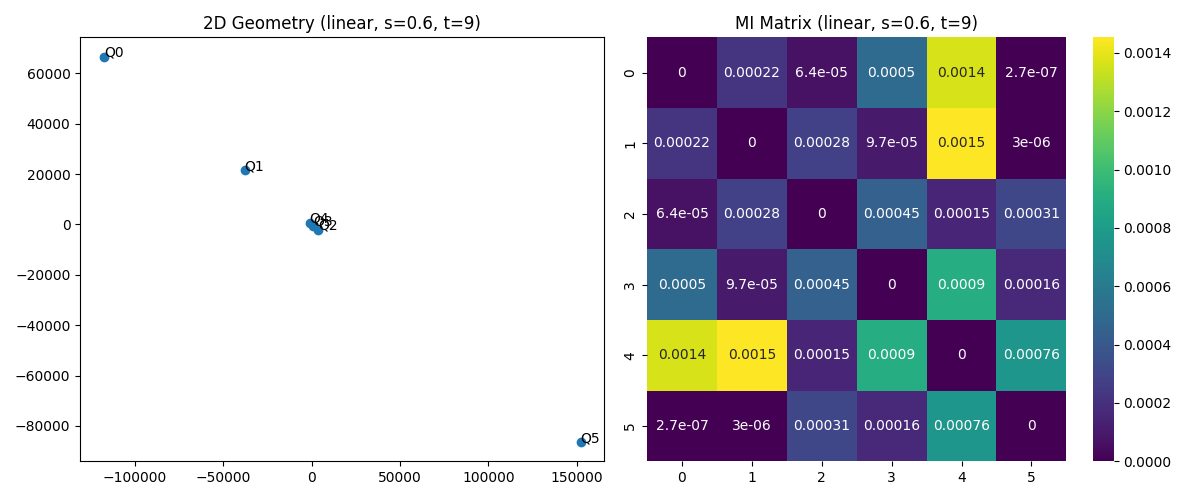 2D Geometry (linear, s=0.6, t=9)
60000
40000
20000
0
−20000
−40000
−60000
−80000
−100000
−50000
0
50000
100000
150000
Q0
Q1
Q4
Q3
Q2
Q5
MI Matrix (linear, s=0.6, t=9)
0 0 0.00022 6.4e-05 0.0005 0.0014 2.7e-07
1 0.00022 0 0.00028 9.7e-05 0.0015 3e-06
2 6.4e-05 0.00028 0 0.00045 0.00015 0.00031
3 0.0005 9.7e-05 0.00045 0 0.0009 0.00016
4 0.0014 0.0015 0.00015 0.0009 0 0.00076
5 2.7e-07 3e-06 0.00031 0.00016 0.00076 0
0 1 2 3 4 5
0.0014
0.0012
0.0010
0.0008
0.0006
0.0004
0.0002
0.0000